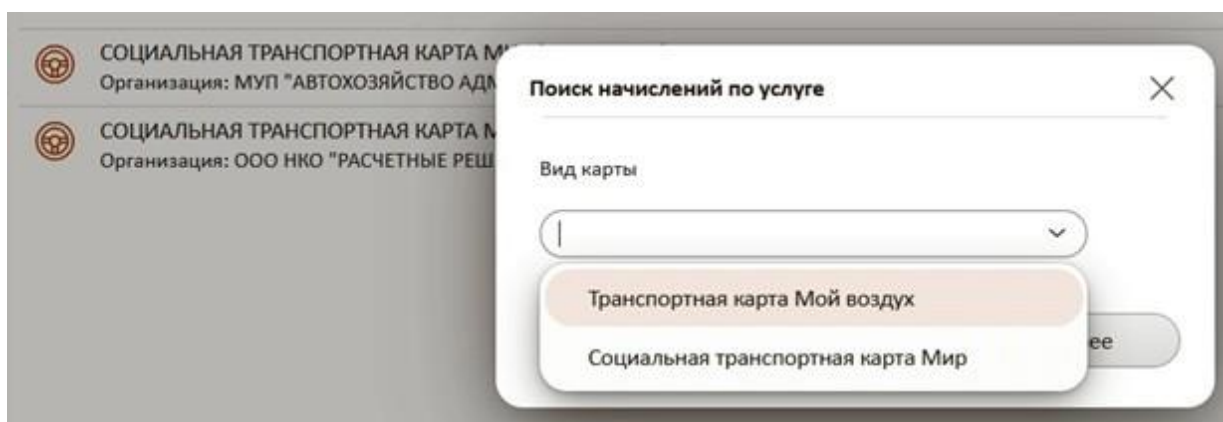 СОЦИАЛЬНАЯ ТРАНСПОРТНАЯ КАРТА
Организация: МУП "АВТОХОЗЯЙСТВО
СОЦИАЛЬНАЯ ТРАНСПОРТНАЯ КАРТА
Организация: ООО НКО "РАСЧЕТНЫЕ
Поиск начислений по услуге
Вид карты
Транспортная карта Мой воздух
Социальная транспортная карта Мир
ее